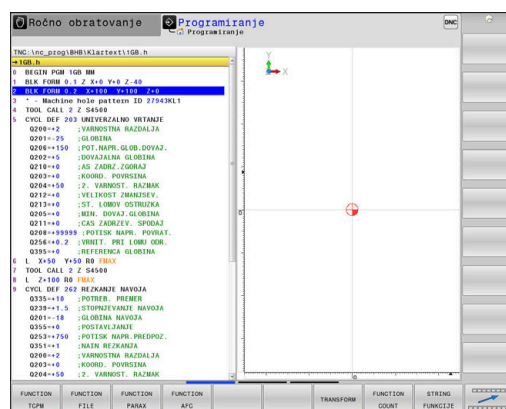 Ročno obratovanje
Programiranje
Programiranje
DNC
TNC:\nc_prog\BHB\Klartext\1GB.h
→1GB.h
0 BEGIN PGM 1GB MM
1 BLK FORM 0.1 Z X+0 Y+0 Z-40
2 BLK FORM 0.2 X+100 Y+100 Z+0
3 * - Machine hole pattern ID 27943KL1
4 TOOL CALL 2 Z S4500
5 CYCL DEF 203 UNIVERZALNO VRTANJE
Q200=+2 ;VARNOSTNA RAZDALJA
Q201=-25 ;GLOBINA
Q206=+150 ;POT.NAPR.GLOB.DOVAJ.
Q202=+5 ;DOVAJALNA GLOBINA
Q210=+0 ;AS ZADRZ.ZGORAJ
Q203=+0 ;KOORD. POVRSINA
Q204=+50 ;2. VARNOST. RAZMAK
Q212=+0 ;VELIKOST ZMANJSEV.
Q213=+0 ;ST. LOMOV OSTRUZKA
Q205=+0 ;MIN. DOVAJ.GLOBINA
Q211=+0 ;CAS ZADRZEV. SPODAJ
Q208=+99999 ;POTISK NAPR. POVRAT.
Q256=+0.2 ;VRNIT. PRI LOMU ODR.
Q395=+0 ;REFERENCA GLOBINA
6 L X+50 Y+50 R0 FMAX
7 TOOL CALL 2 Z S4500
8 L Z+100 R0 FMAX
9 CYCL DEF 262 REZKANJE NAVOJA
Q335=+10 ;POTREB. PREMER
Q239=+1.5 ;STOPNJEVANJE NAVOJA
Q201=-18 ;GLOBINA NAVOJA
Q355=+0 ;POSTAVLJANJE
Q253=+750 ;POTISK NAPR.PREDPOZ.
Q351=+1 ;NAIN REZKANJA
Q200=+2 ;VARNOSTNA RAZDALJA
Q203=+0 ;KOORD. POVRSINA
Q204=+50 ;2. VARNOST. RAZMAK
Y
X
0
0
FUNCTION TCPM
FUNCTION FILE
FUNCTION PARAX
FUNCTION AFC
TRANSFORM
FUNCTION COUNT
STRING FUNKCIJE